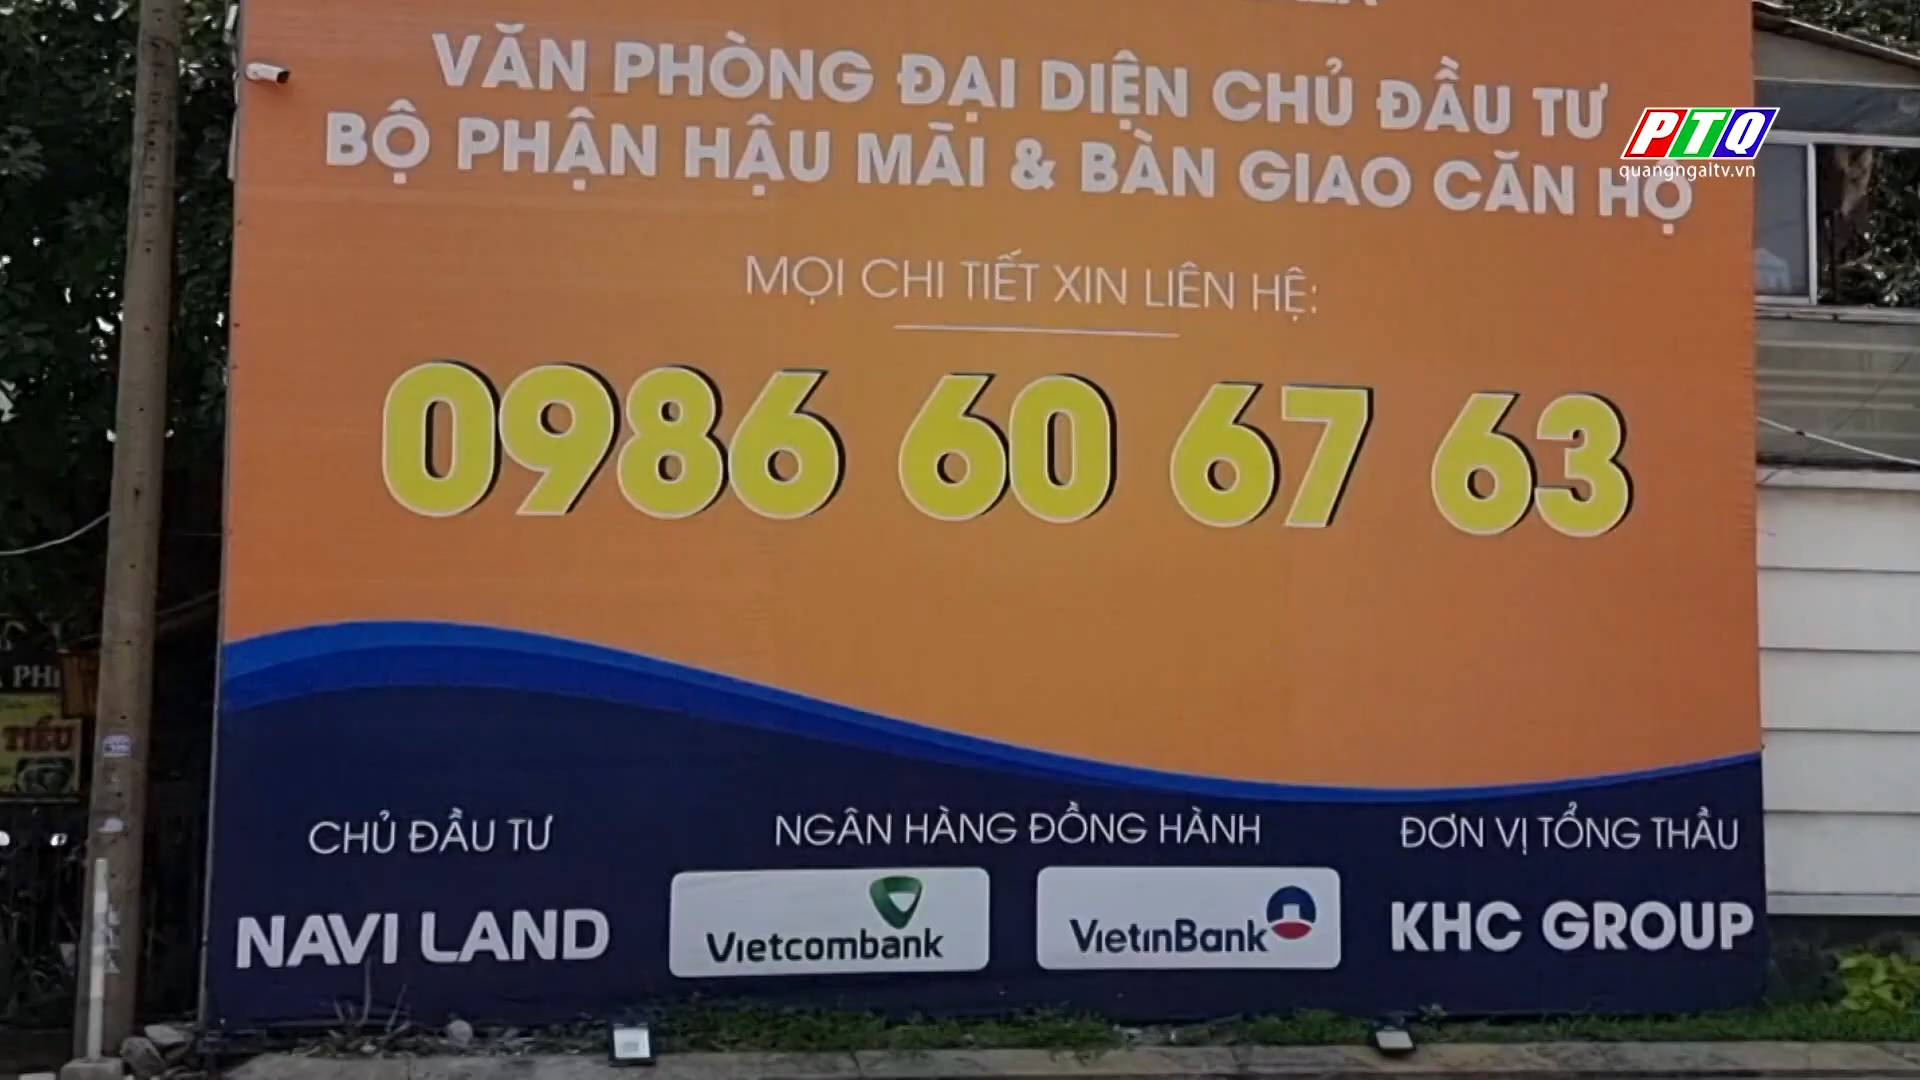 VĂN PHÒNG ĐẠI DIỆN CHỦ ĐẦU TƯ
BỘ PHẬN HẬU MÃI & BÀN GIAO CĂN HỘ
PTQ
quangngaitv.vn
MỌI CHI TIẾT XIN LIÊN HỆ:
0986 60 67 63
TIÊU
CHỦ ĐẦU TƯ
NAVI LAND
NGÂN HÀNG ĐỒNG HÀNH
Vietcombank
VietinBank
ĐƠN VỊ TỔNG THẦU
KHC GROUP